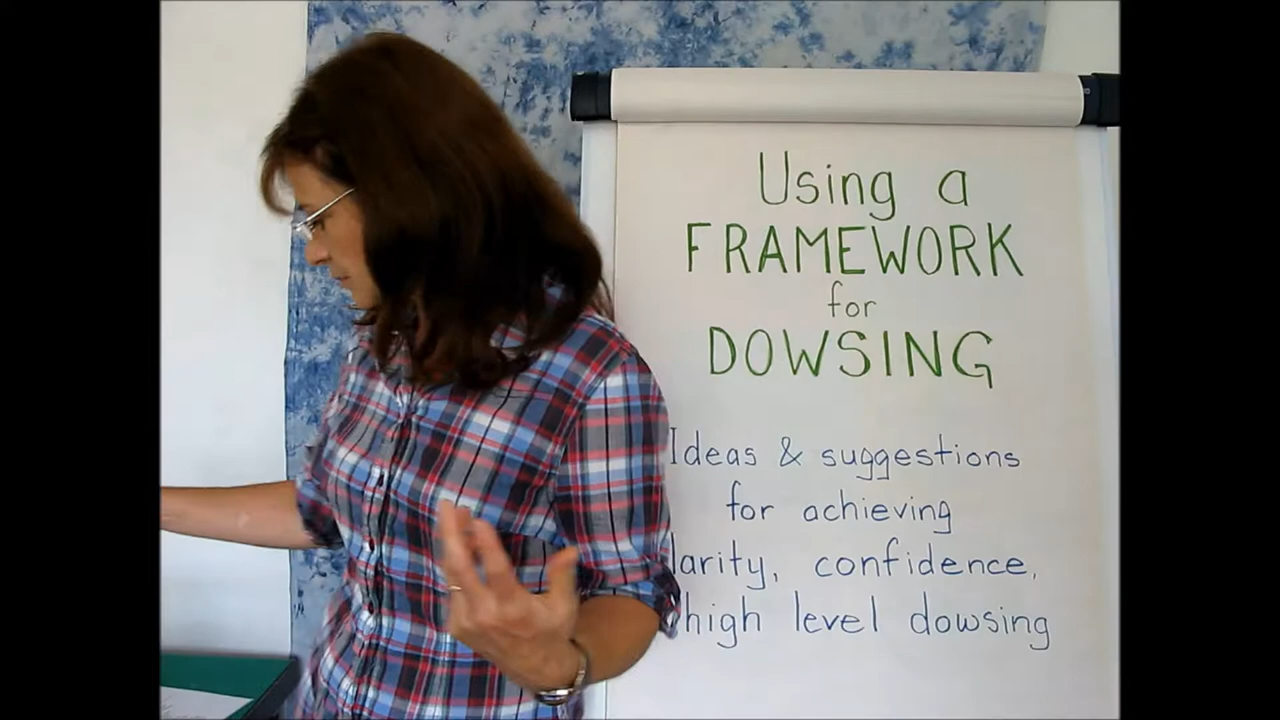 Using a
FRAMEWORK
for
DOWSING
Ideas & suggestions
for achieving
larity, confidence,
high level dowsing